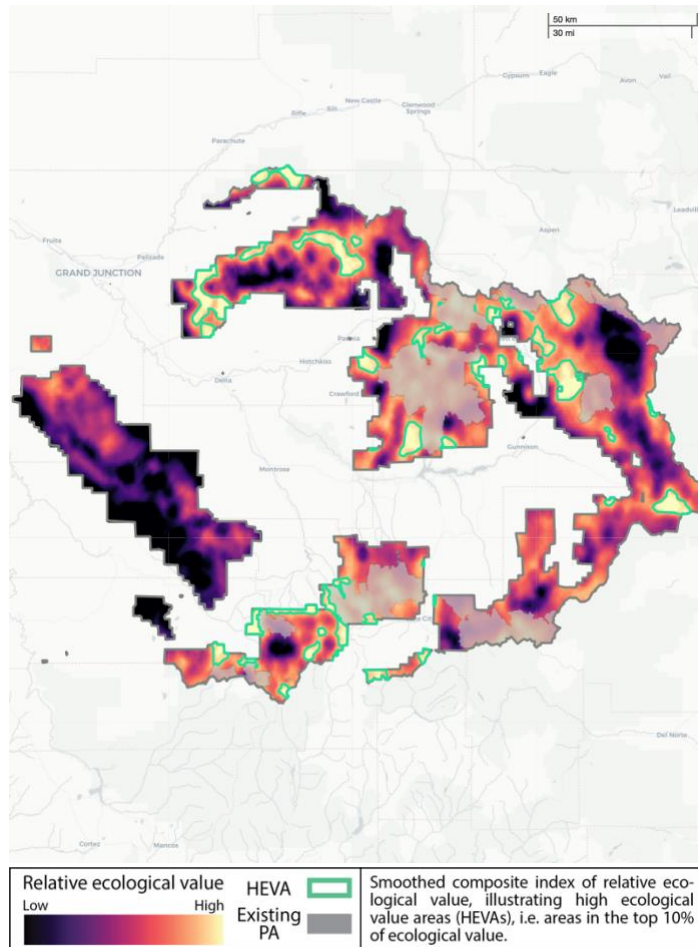 50 km
30 mi
Gypsum
Eagle
Avon
Vail
New Castle
Glenwood
Springs
Rifle
Silt
Parachute
Leadvi
Aspen
Fruita
Palisade
GRAND JUNCTION
Paonia
Hotchkiss
Delta
Crawford
Gunnison
Montrose
Del Norte
Cortez
Mancos
Relative ecological value
Low
High
HEVA
Existing
PA
Smoothed composite index of relative eco-
logical value, illustrating high ecological
value areas (HEVAs), i.e. areas in the top 10%
of ecological value.